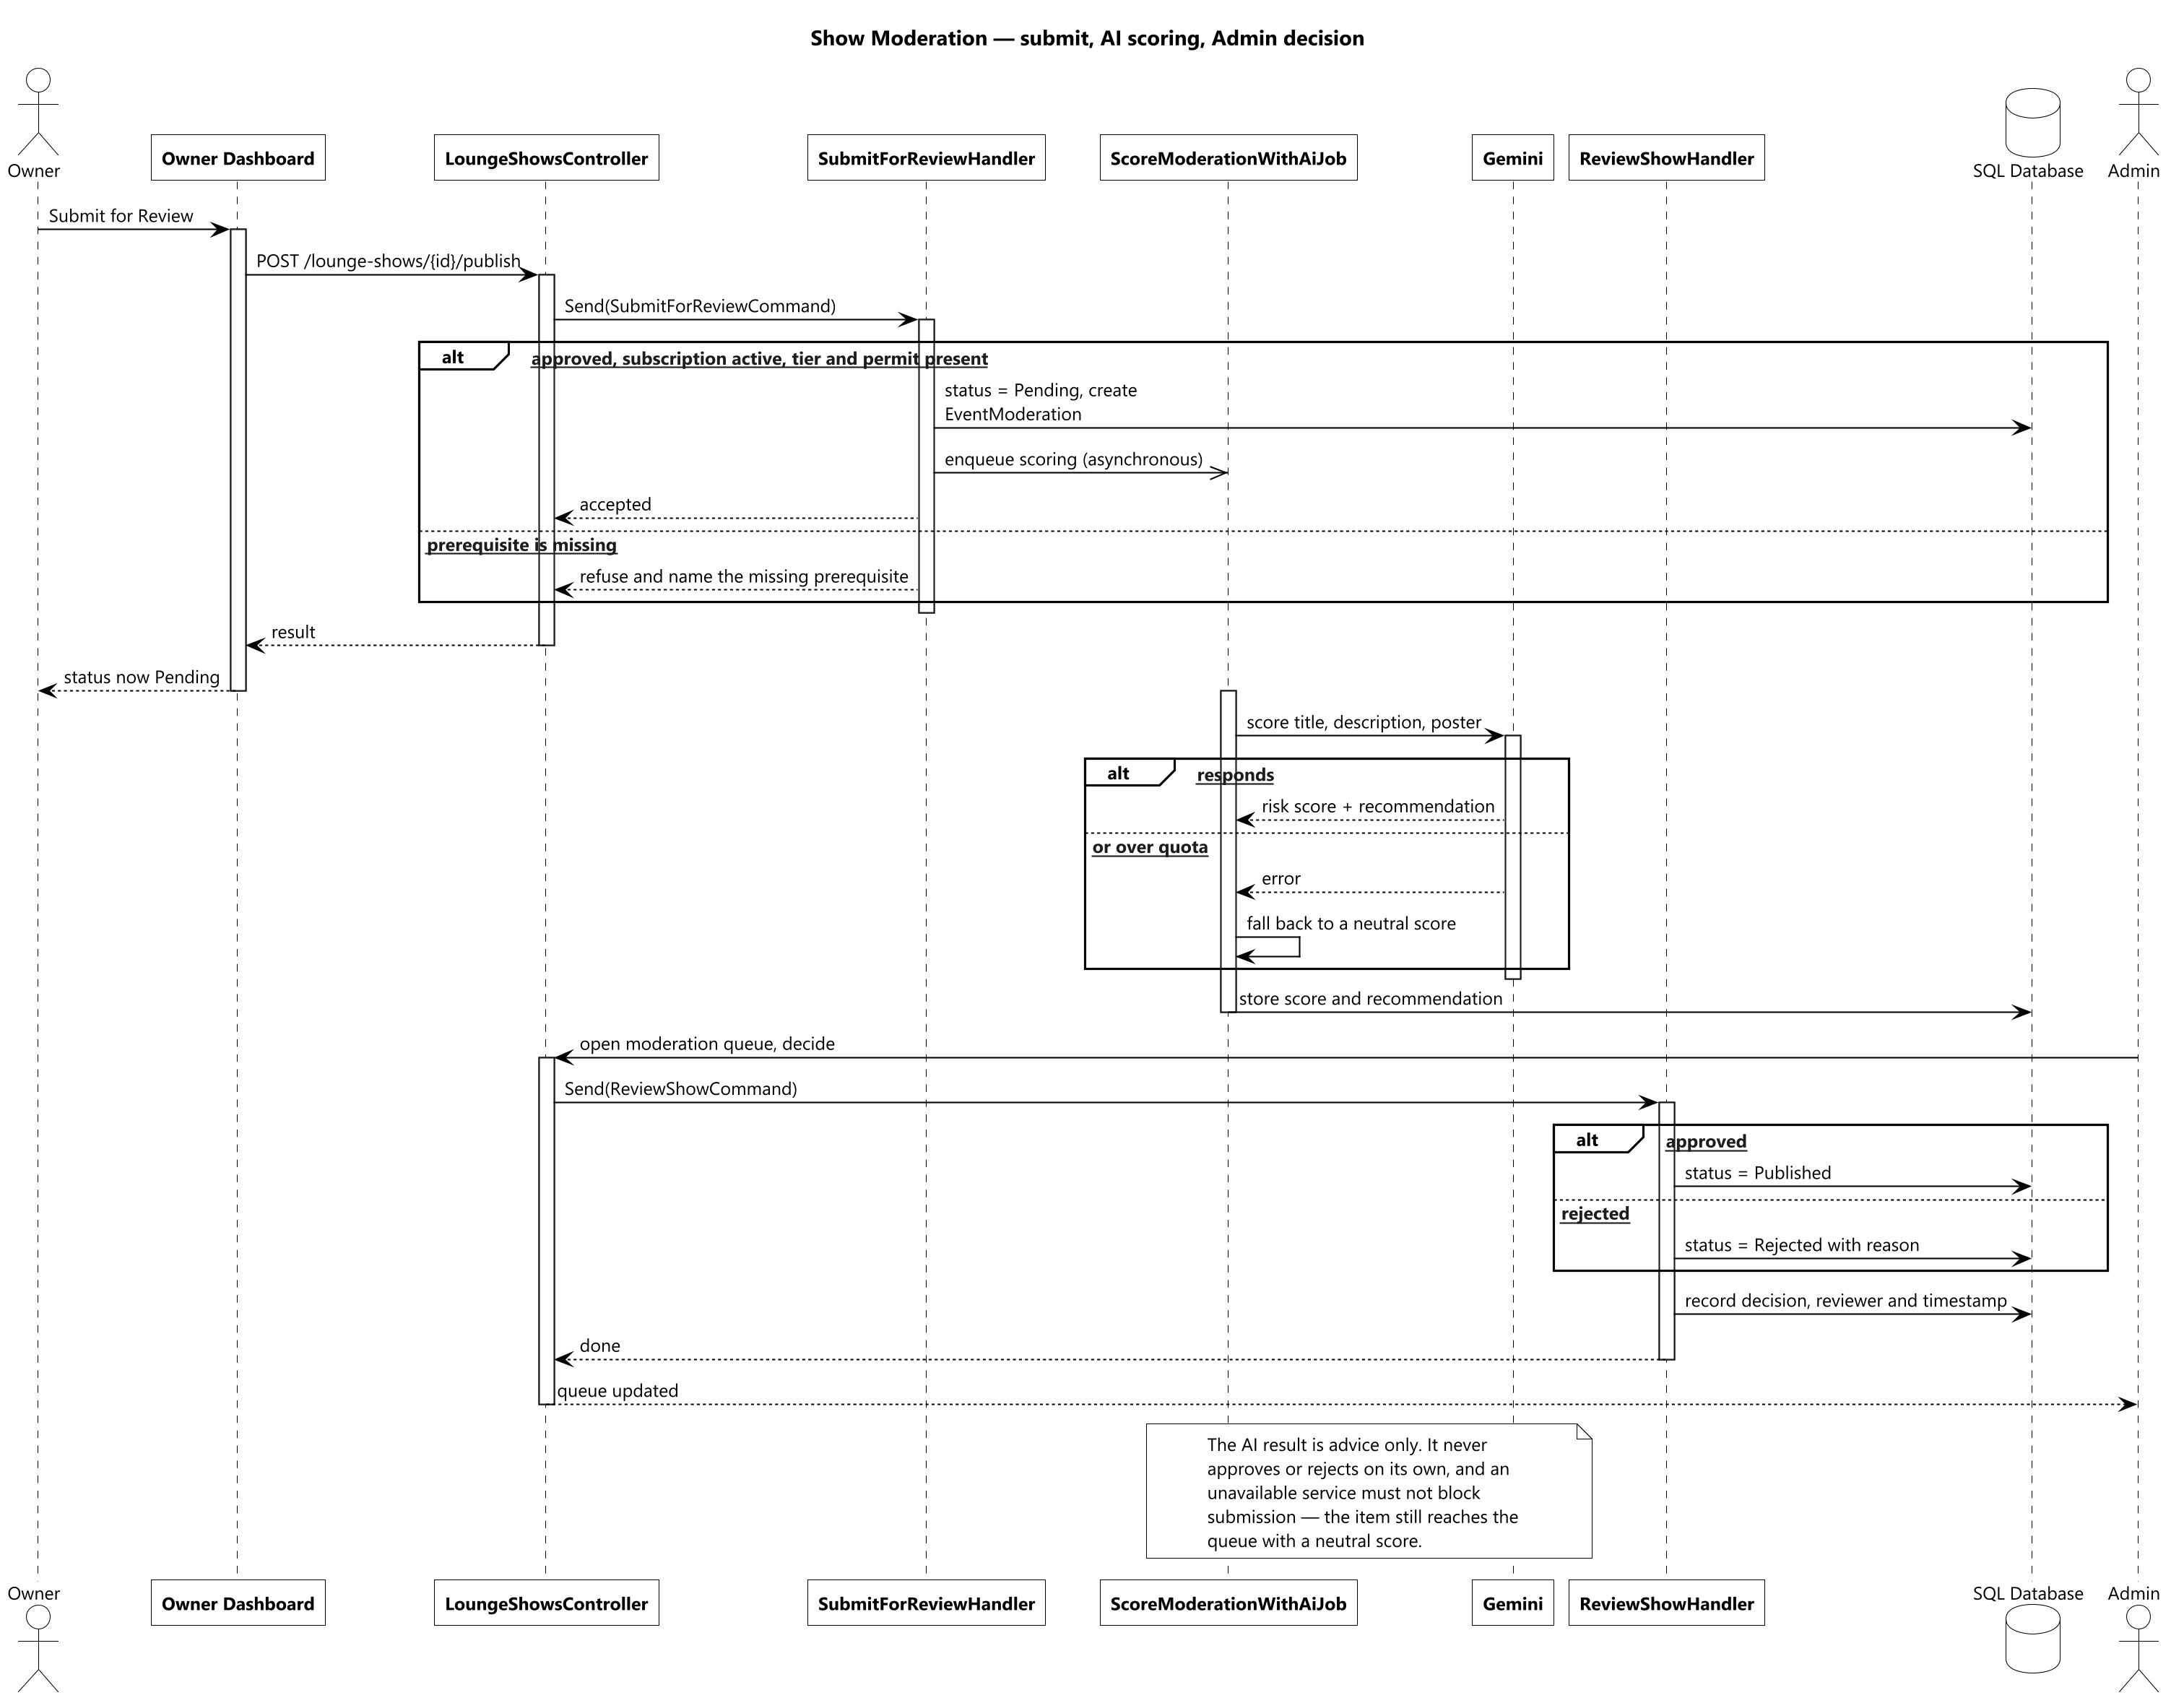 Show Moderation — submit, AI scoring, Admin decision
Owner
Owner Dashboard
LoungeShowsController
SubmitForReviewHandler
ScoreModerationWithAiJob
Gemini
ReviewShowHandler
SQL Database
Admin
Submit for Review
POST /lounge-shows/{id}/publish
Send(SubmitForReviewCommand)
alt
approved, subscription active, tier and permit present
status = Pending, create
EventModeration
enqueue scoring (asynchronous)
accepted
prerequisite is missing
refuse and name the missing prerequisite
result
status now Pending
score title, description, poster
alt
responds
risk score + recommendation
or over quota
error
fall back to a neutral score
store score and recommendation
open moderation queue, decide
Send(ReviewShowCommand)
alt
approved
status = Published
rejected
status = Rejected with reason
record decision, reviewer and timestamp
done
queue updated
The AI result is advice only. It never
approves or rejects on its own, and an
unavailable service must not block
submission — the item still reaches the
queue with a neutral score.
Owner
Owner Dashboard
LoungeShowsController
SubmitForReviewHandler
ScoreModerationWithAiJob
Gemini
ReviewShowHandler
SQL Database
Admin